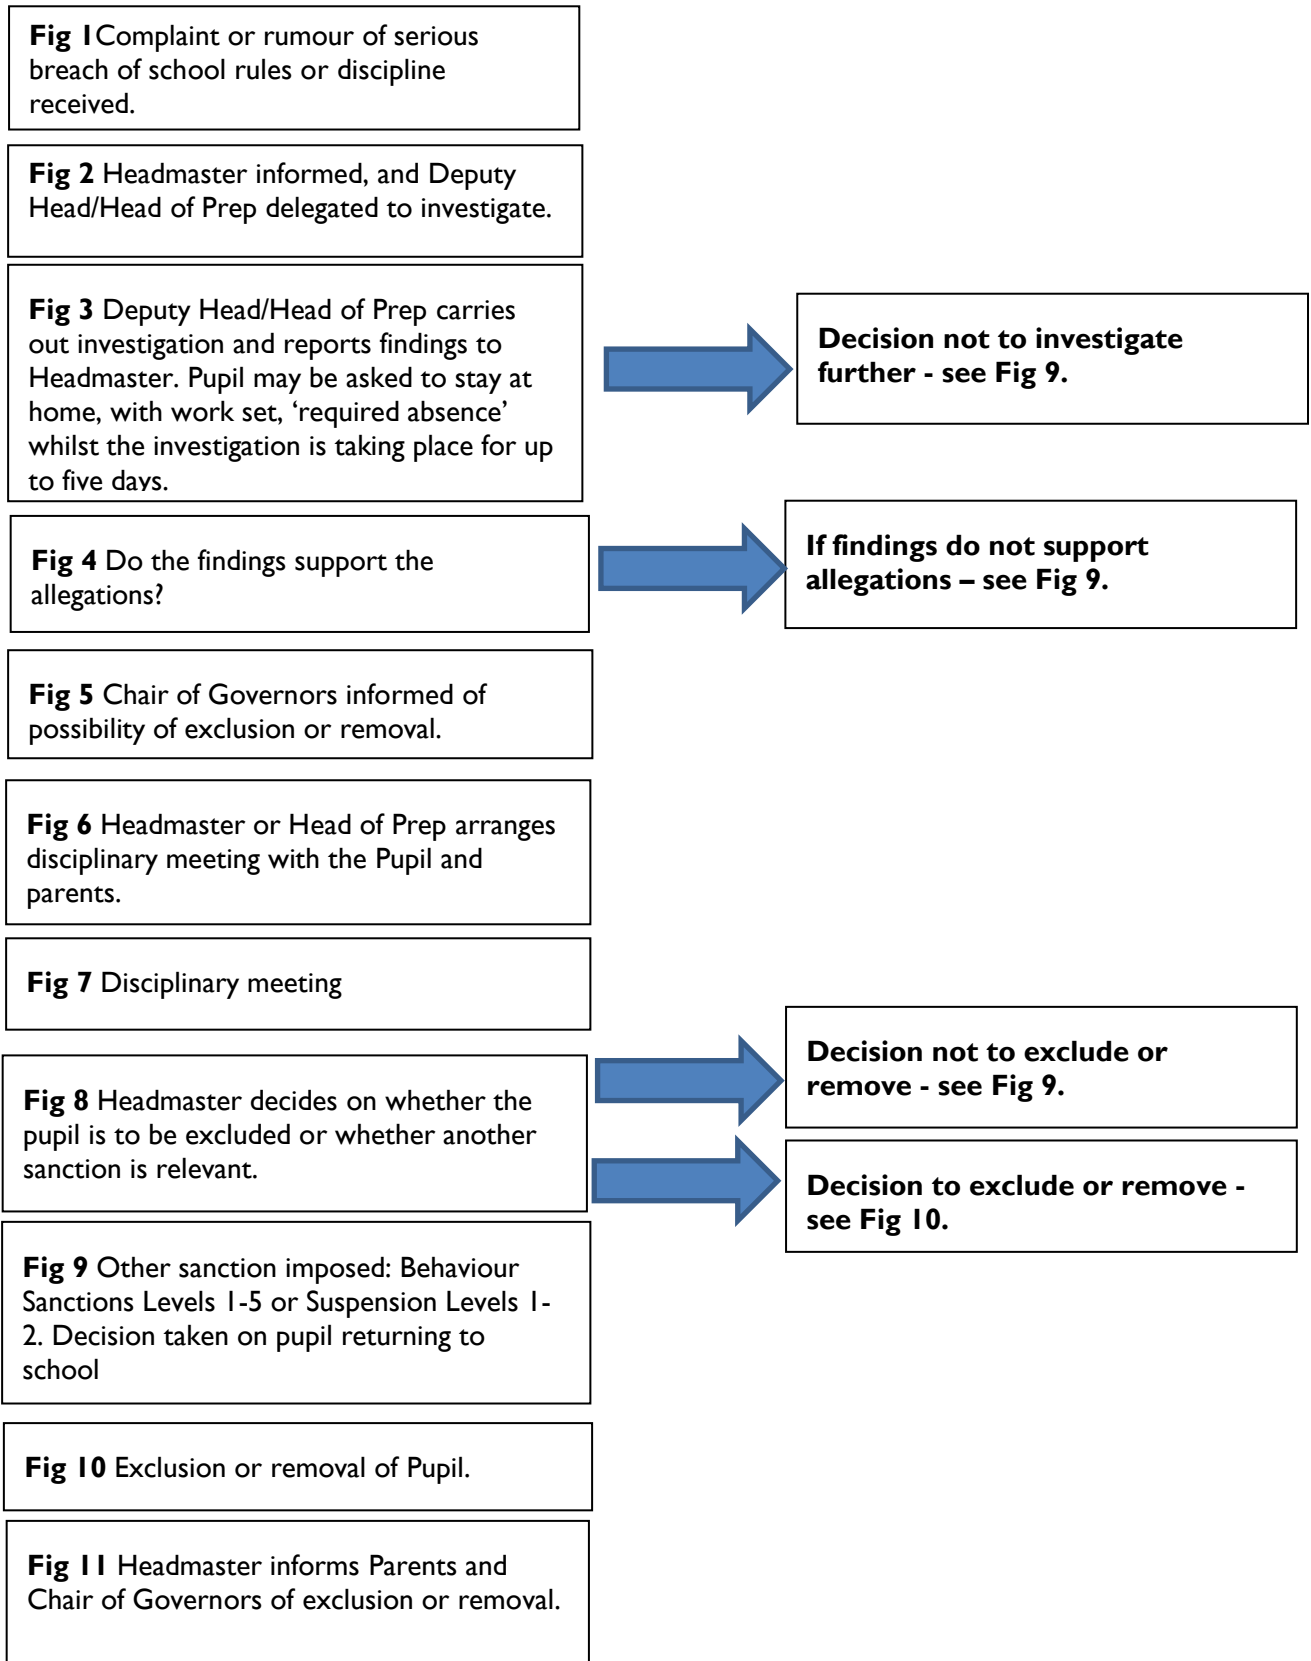 Fig 1Complaint or rumour of serious
breach of school rules or discipline
received.
Fig 2 Headmaster informed, and Deputy
Head/Head of Prep delegated to investigate.
Fig 3 Deputy Head/Head of Prep carries
out investigation and reports findings to
Headmaster. Pupil may be asked to stay at
home, with work set, ‘required absence’
whilst the investigation is taking place for up
to five days.
Decision not to investigate
further - see Fig 9.
Fig 4 Do the findings support the
allegations?
If findings do not support
allegations – see Fig 9.
Fig 5 Chair of Governors informed of
possibility of exclusion or removal.
Fig 6 Headmaster or Head of Prep arranges
disciplinary meeting with the Pupil and
parents.
Fig 7 Disciplinary meeting
Fig 8 Headmaster decides on whether the
pupil is to be excluded or whether another
sanction is relevant.
Decision not to exclude or
remove - see Fig 9.
Decision to exclude or remove -
see Fig 10.
Fig 9 Other sanction imposed: Behaviour
Sanctions Levels 1-5 or Suspension Levels 1-
2. Decision taken on pupil returning to
school
Fig 10 Exclusion or removal of Pupil.
Fig 11 Headmaster informs Parents and
Chair of Governors of exclusion or removal.